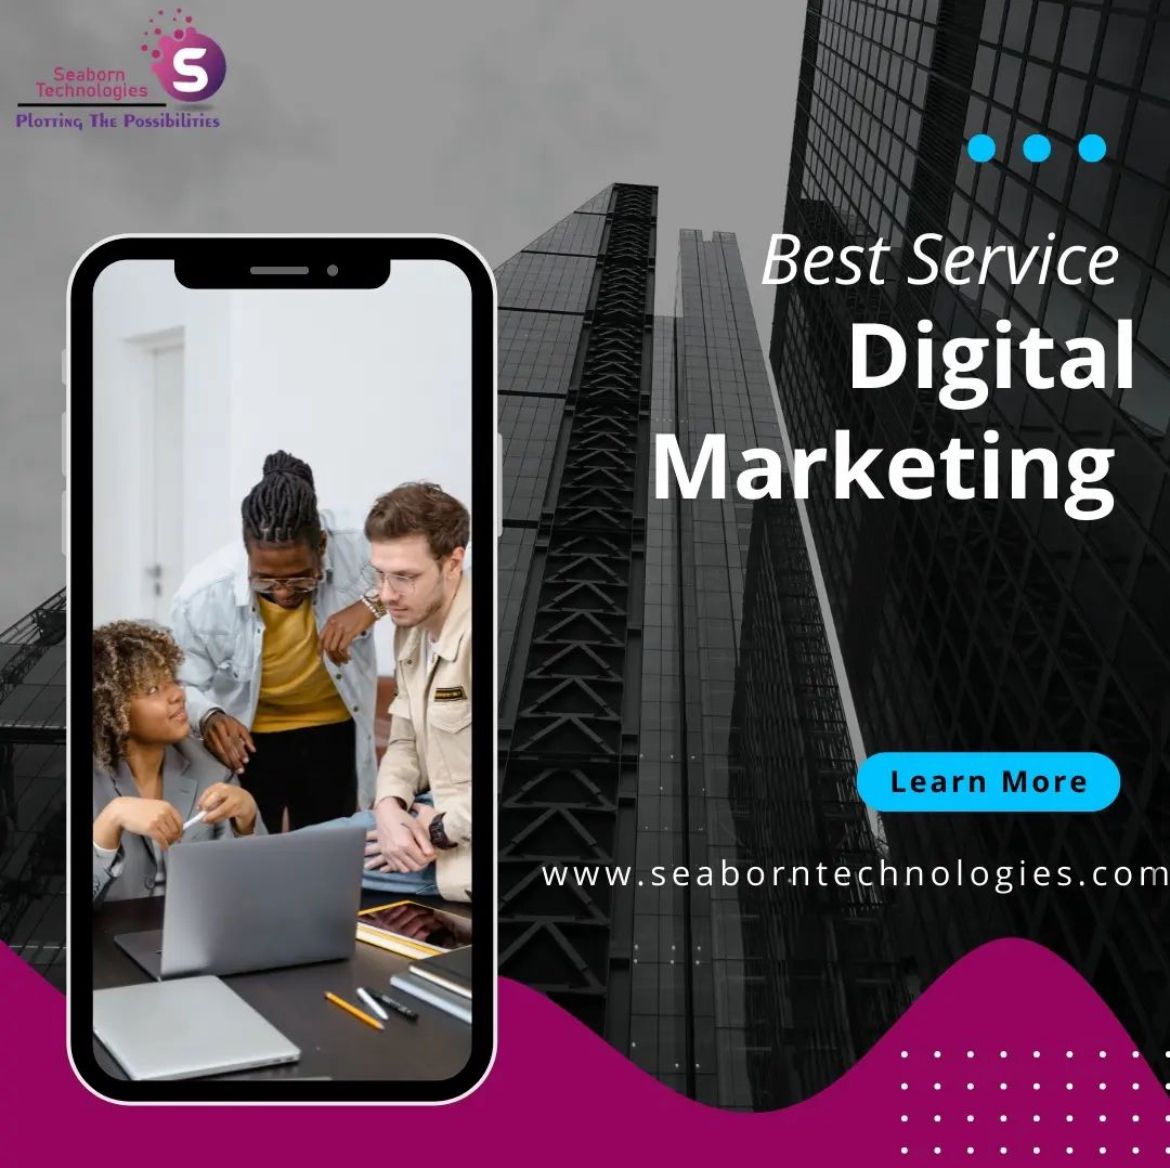 Seaborn
Technologies
S
Plotting The Possibilities
Best Service
Digital
Marketing
Learn More
www.seaborntechnologies.com